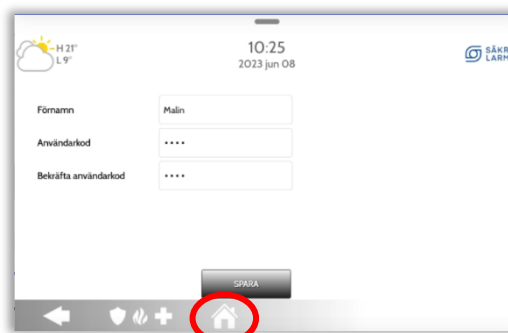 H 21°
L 9°
10:25
2023 jun 08
SÄKR
LARM
Förnamn
Malin
Användarkod
••••
Bekräfta användarkod
••••
SPARA